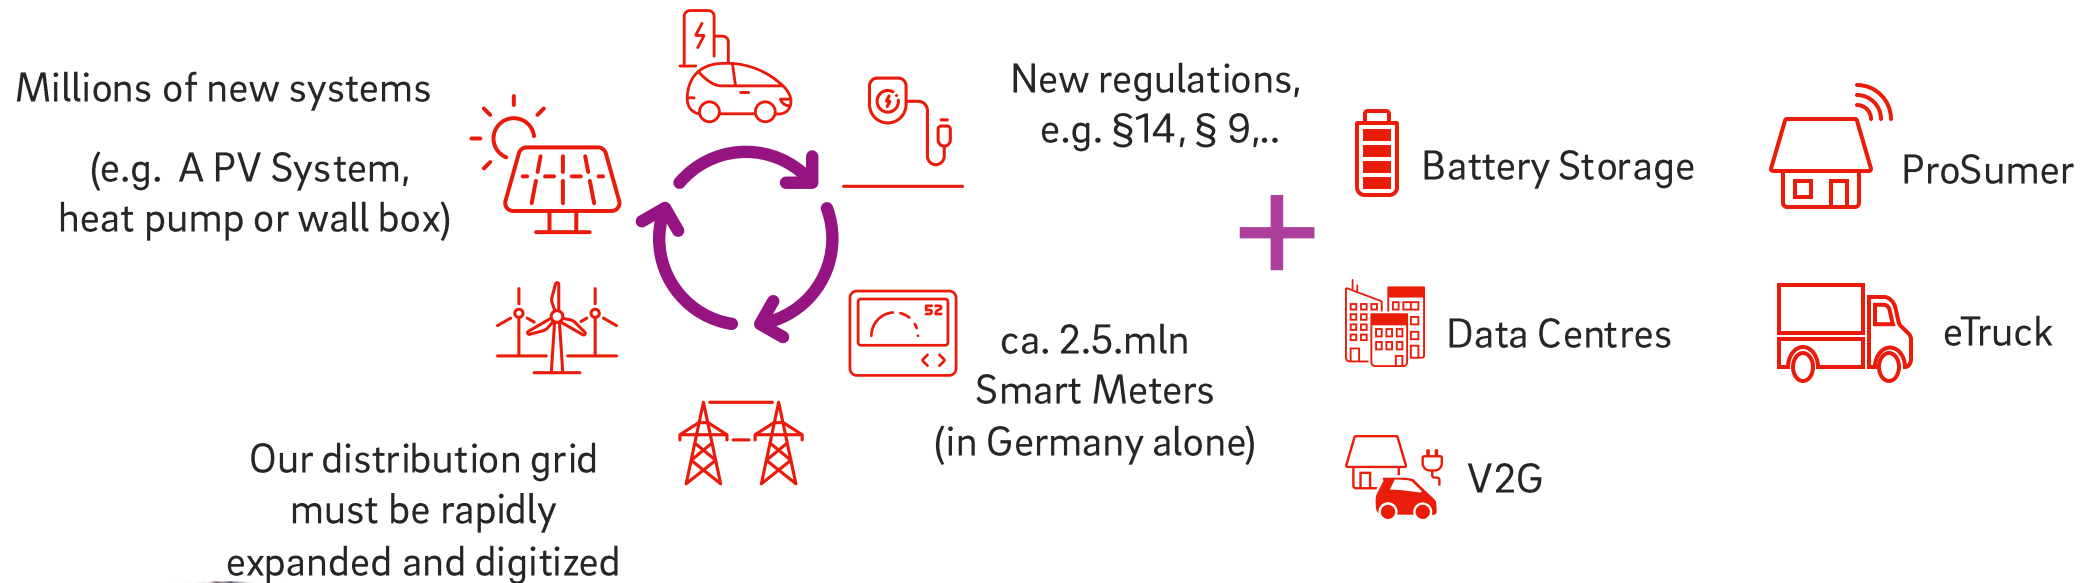 Millions of new systems
(e.g. A PV System,
heat pump or wall box)
New regulations,
e.g. §14, § 9,..
52
ca. 2.5.mln
Smart Meters
(in Germany alone)
Our distribution grid
must be rapidly
expanded and digitized
Battery Storage
ProSumer
Data Centres
eTruck
V2G